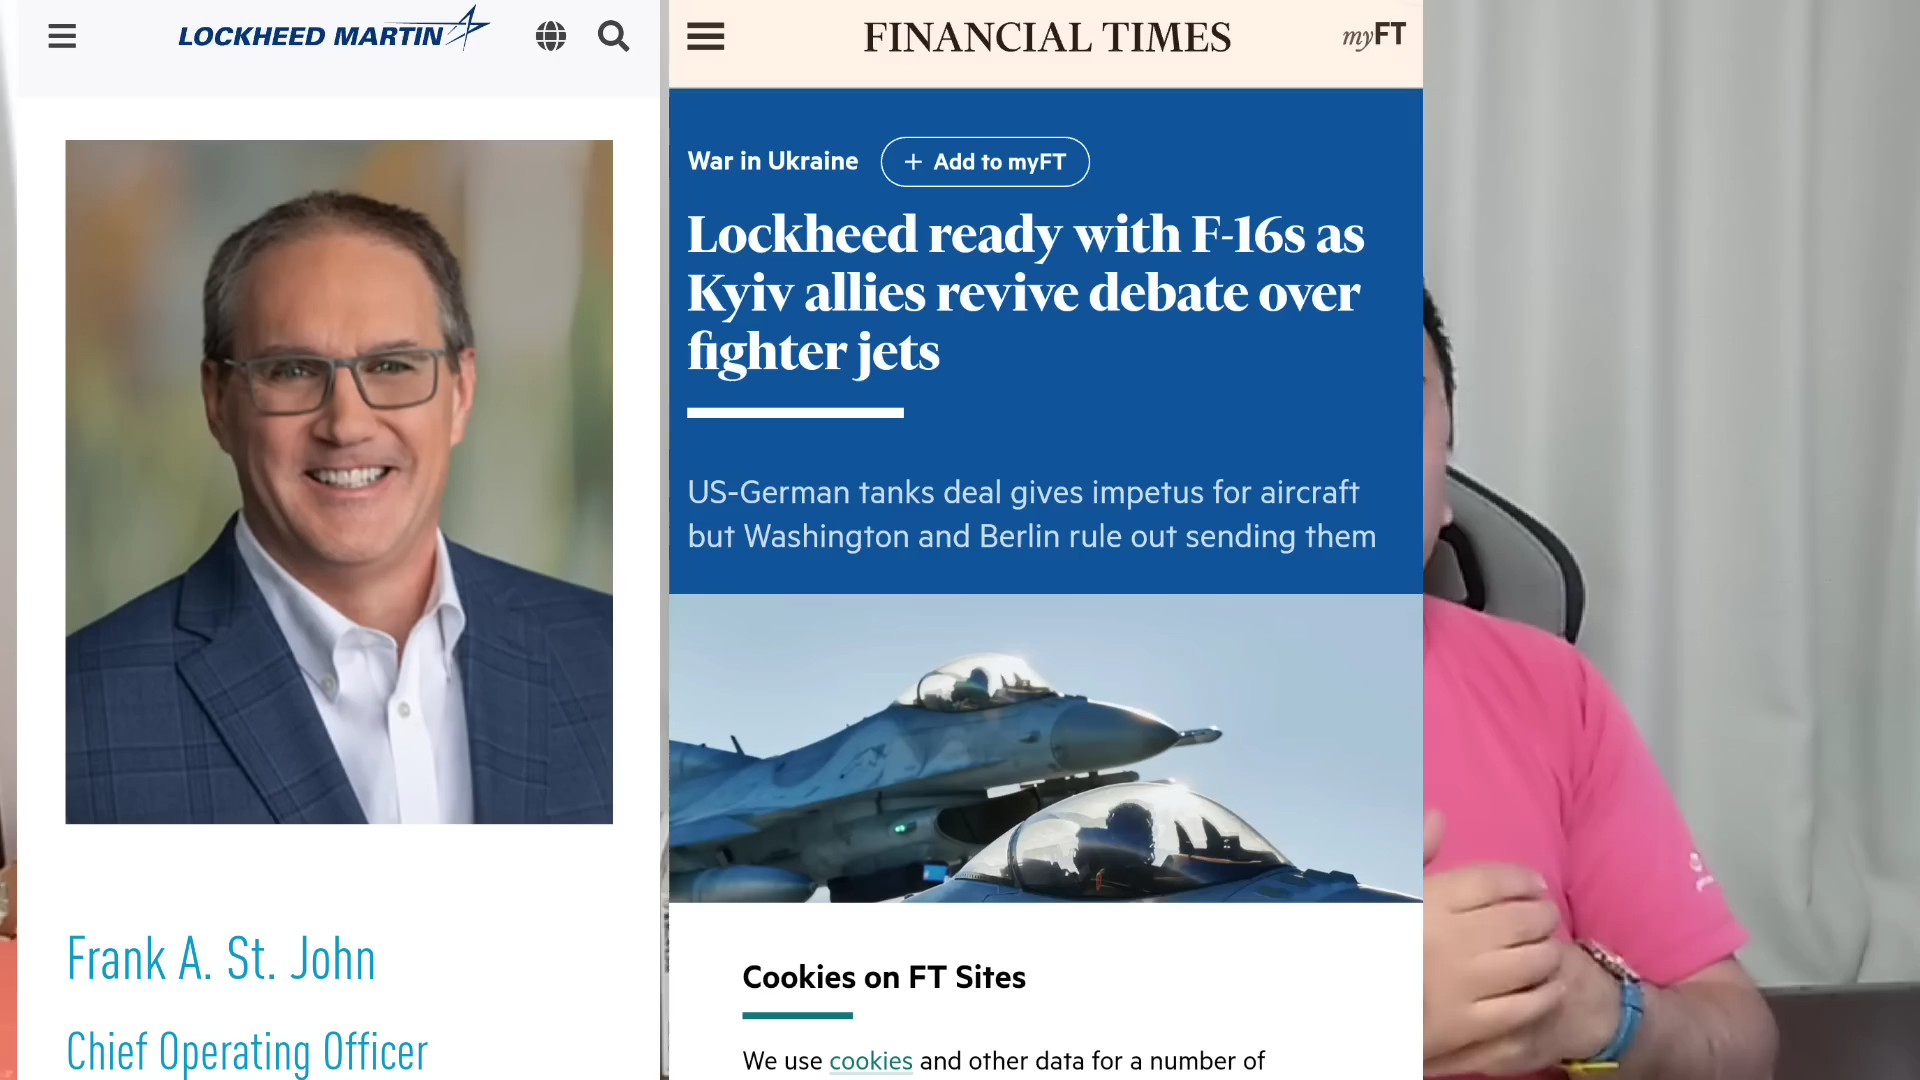 LOCKHEED MARTIN
Frank A. St. John
Chief Operating Officer
FINANCIAL TIMES
myFT
War in Ukraine
+ Add to myFT
Lockheed ready with F-16s as
Kyiv allies revive debate over
fighter jets
US-German tanks deal gives impetus for aircraft
but Washington and Berlin rule out sending them
Cookies on FT Sites
We use cookies and other data for a number of